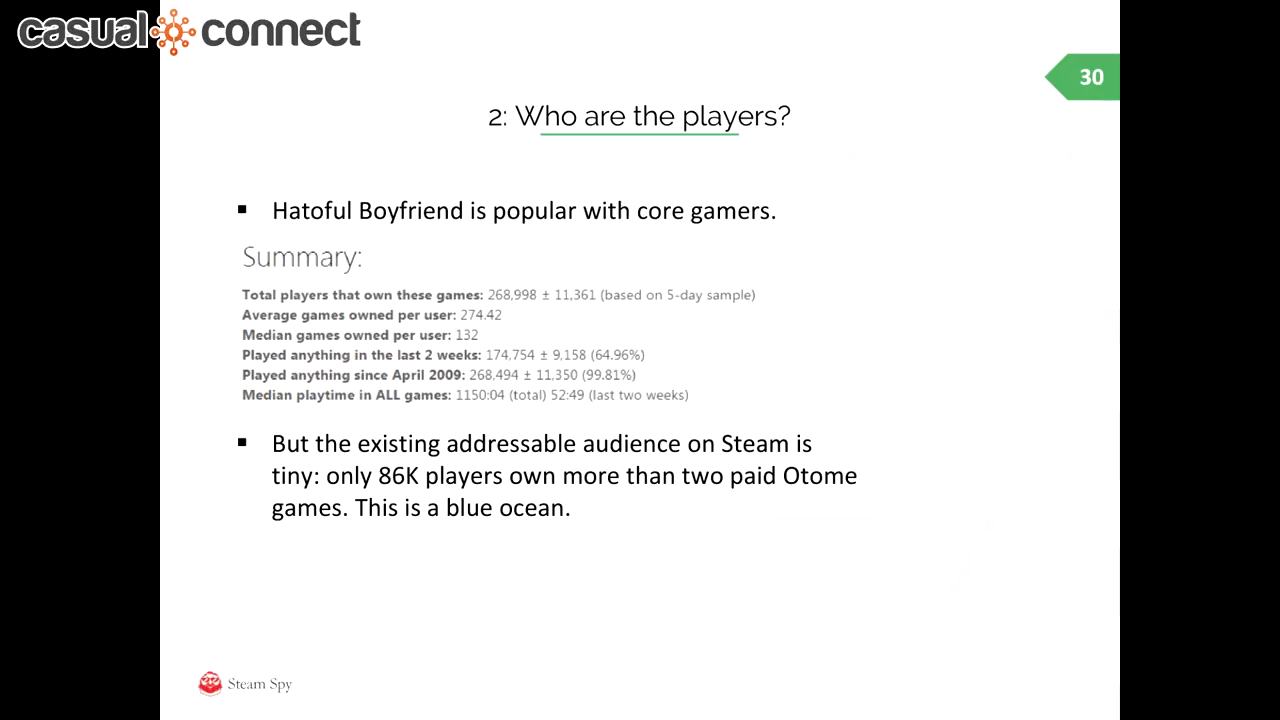 casual connect
30
2: Who are the players?
▪ Hatoful Boyfriend is popular with core gamers.
Summary:
Total players that own these games: 268,998 ± 11,361 (based on 5-day sample)
Average games owned per user: 274.42
Median games owned per user: 132
Played anything in the last 2 weeks: 174,754 ± 9,158 (64.96%)
Played anything since April 2009: 268,494 ± 11,350 (99.81%)
Median playtime in ALL games: 1150:04 (total) 52:49 (last two weeks)
▪ But the existing addressable audience on Steam is
tiny: only 86K players own more than two paid Otome
games. This is a blue ocean.
Steam Spy